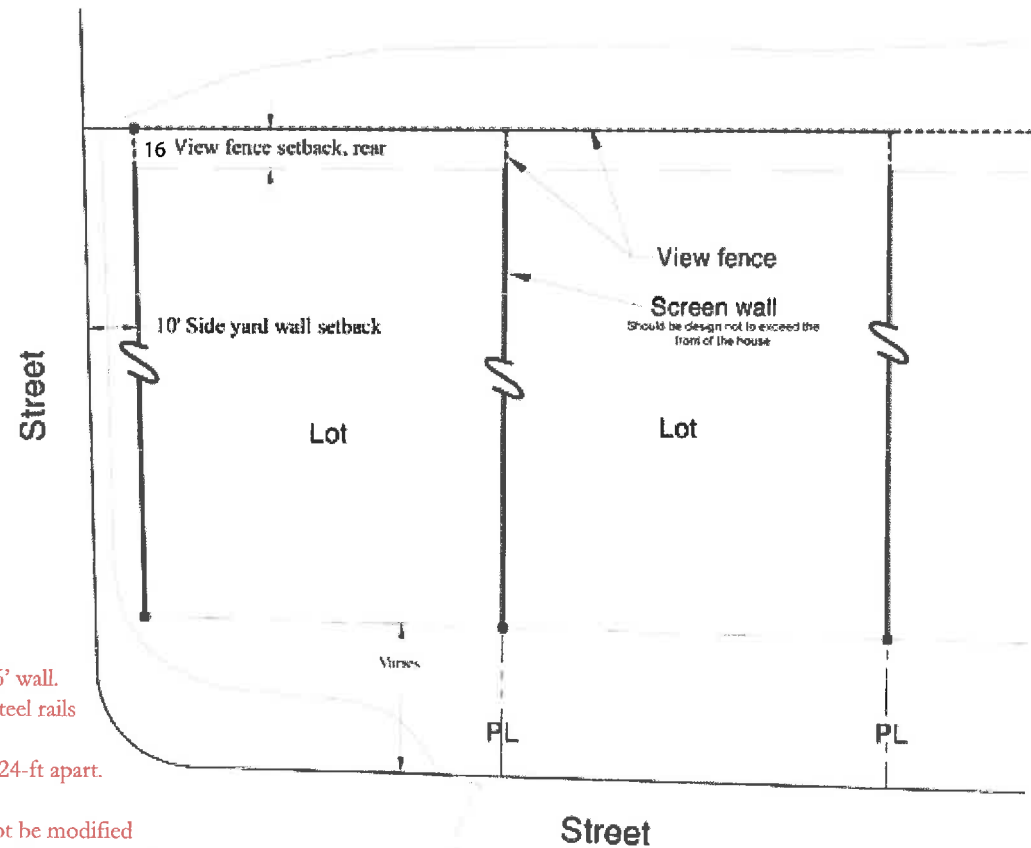 16 View fence setback, rear
View fence
Screen wall
Should be design not to exceed the
front of the house
10' Side yard wall setback
Street
Lot
Lot
Varies
PL
PL
Street
' wall.
teel rails
24-ft apart.
ot be modified